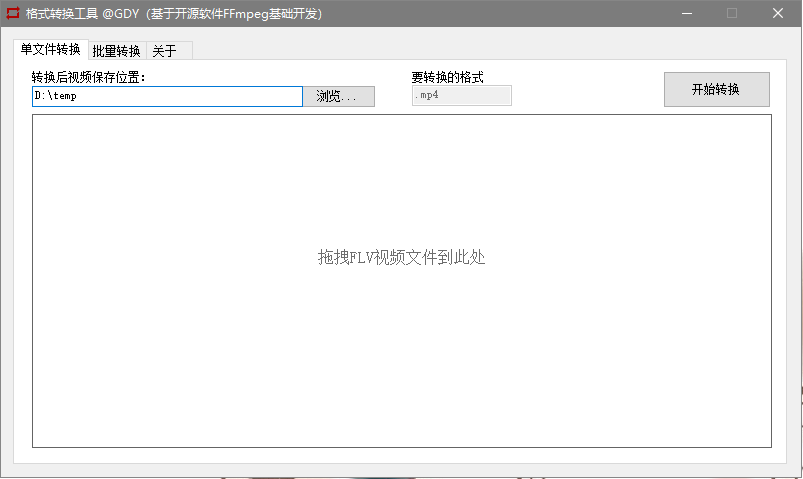 格式转换工具 @GDY（基于开源软件FFmpeg基础开发）
单文件转换 批量转换 关于
转换后视频保存位置： 要转换的格式
D:\temp 浏览... .mp4 开始转换
拖拽FLV视频文件到此处